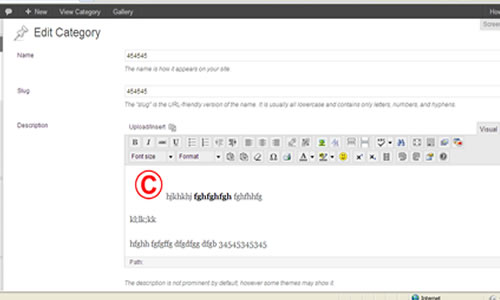 + New View Category Gallery How
Screen
Edit Category
Name
454545
The name is how it appears on your site
Slug
454545
The "slug" is the URL-friendly version of the name. It is usually all lowercase and contains only letters, numbers, and hyphens.
Description
Upload/Insert
Visual
B I U
Font size Format
©
hjkhkhj fghfghfgh fghfhhfg
kl;lk;kk
hfghh fgfgffg dfgdfgg dfgb 34545345345
Path:
The description is not prominent by default; however some themes may show it
Internet